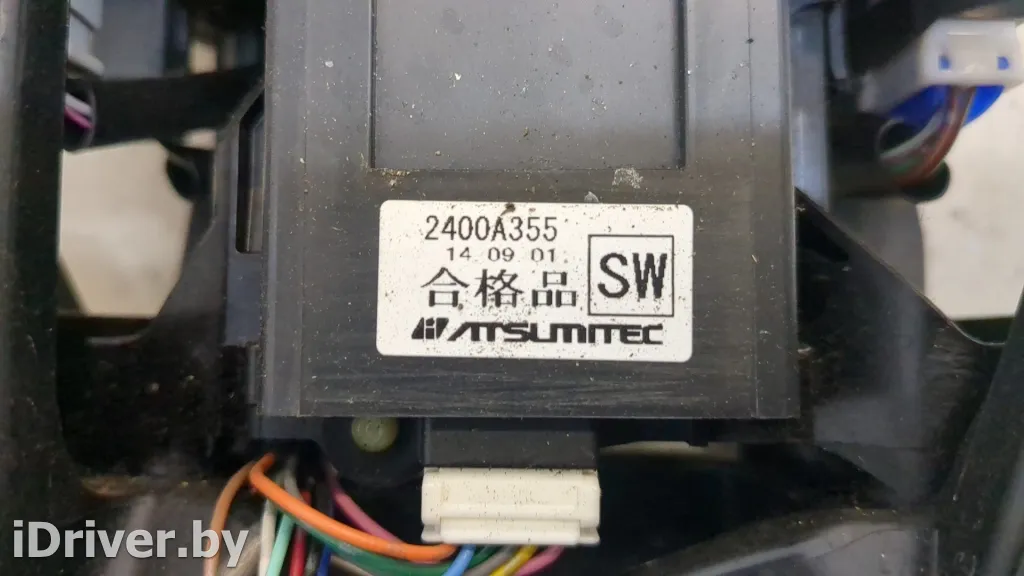 2400A355
14 09 01
合格品
SW
ATSUMITEC
iDriver.by